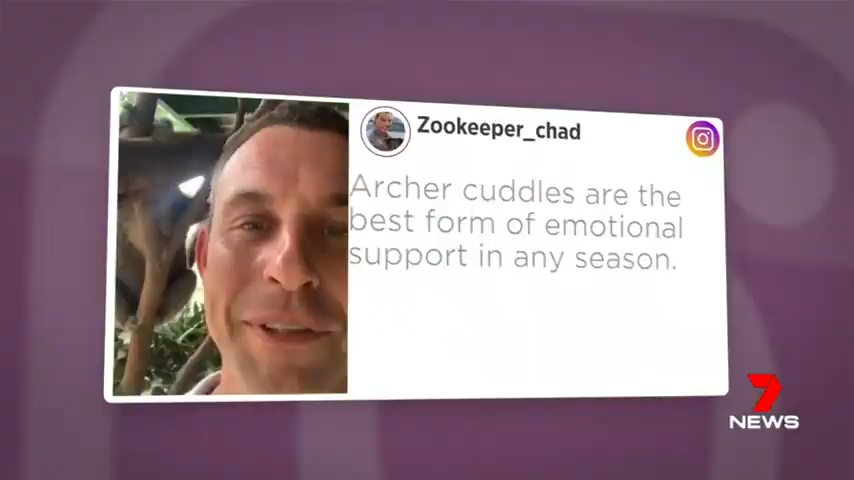 Zookeeper_chad
Archer cuddles are the
best form of emotional
support in any season.
7
NEWS